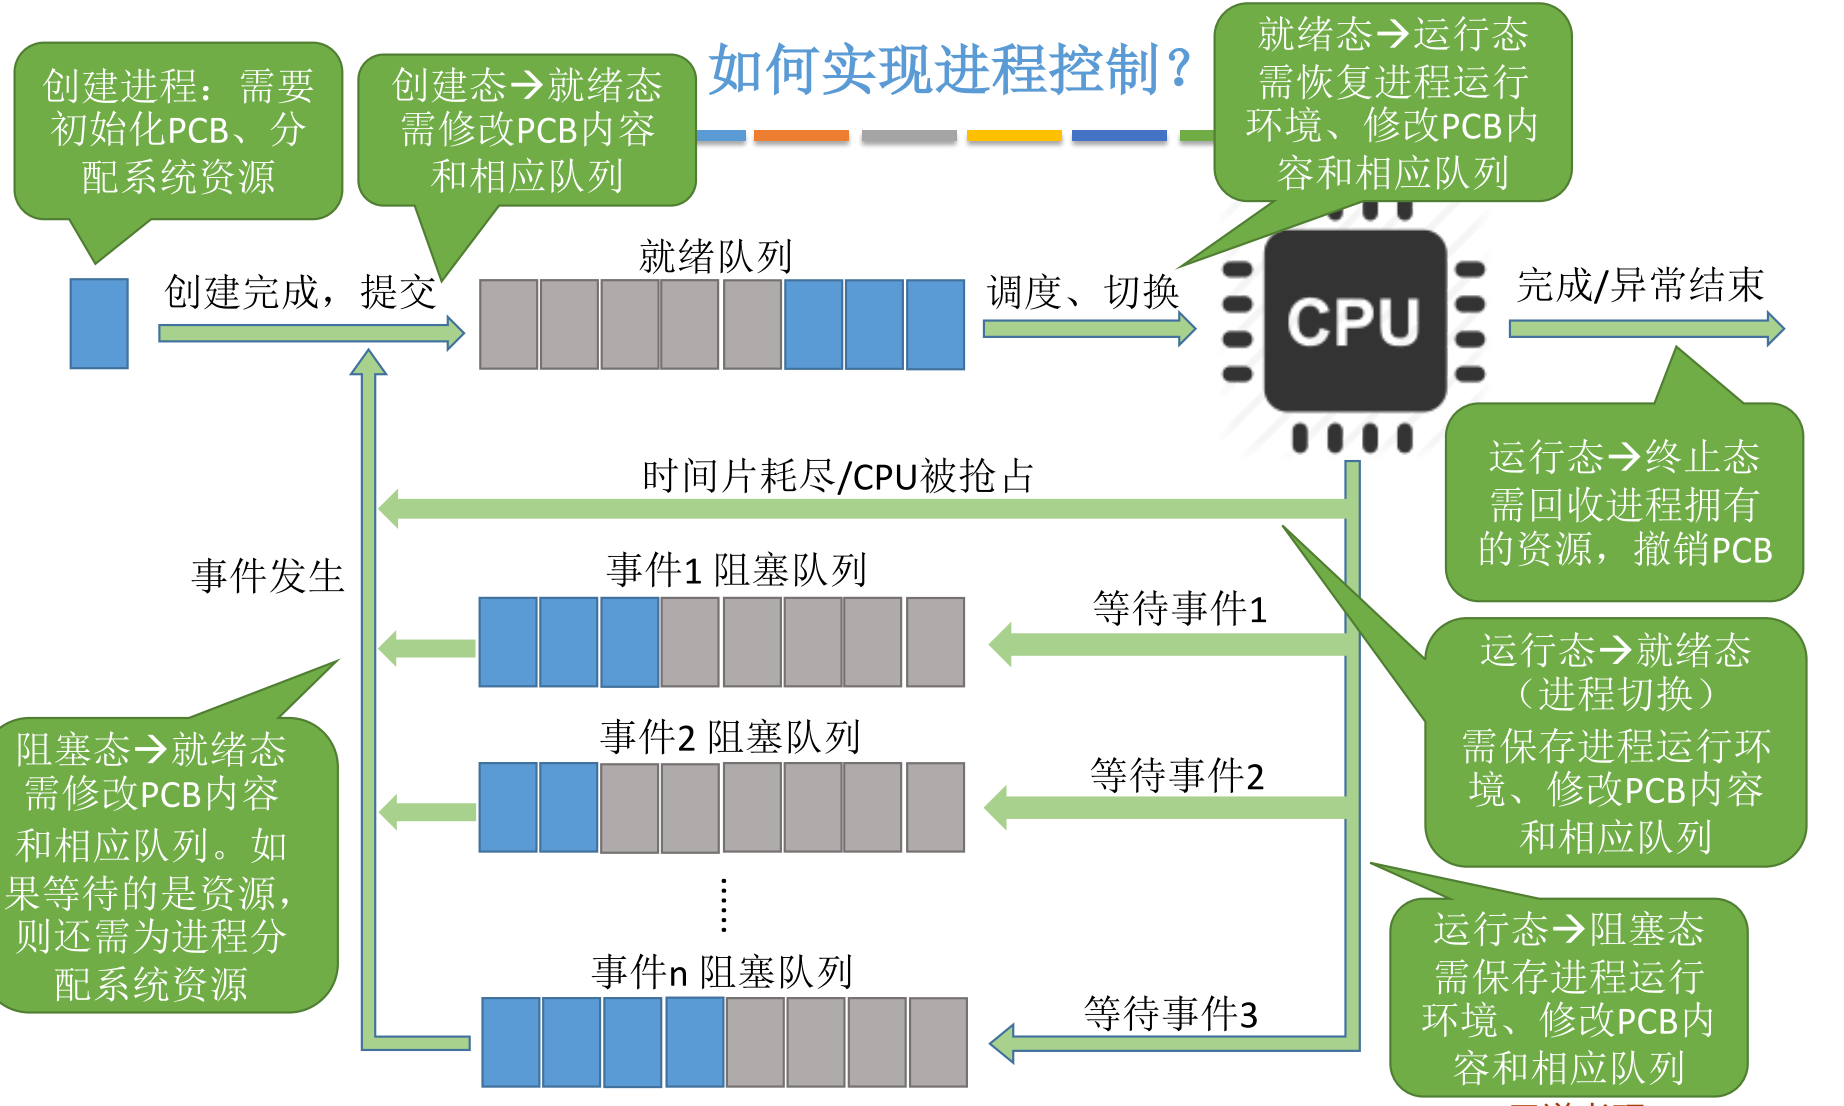 如何实现进程控制？
创建进程：需要
初始化PCB、分
配系统资源
创建态→就绪态
需修改PCB内容
和相应队列
就绪态→运行态
需恢复进程运行
环境、修改PCB内
容和相应队列
就绪队列
创建完成，提交
调度、切换
CPU
完成/异常结束
运行态→终止态
需回收进程拥有
的资源，撤销PCB
时间片耗尽/CPU被抢占
事件发生
事件1 阻塞队列
等待事件1
运行态→就绪态
（进程切换）
需保存进程运行环
境、修改PCB内容
和相应队列
事件2 阻塞队列
等待事件2
阻塞态→就绪态
需修改PCB内容
和相应队列。如
果等待的是资源，
则还需为进程分
配系统资源
......
运行态→阻塞态
需保存进程运行
环境、修改PCB内
容和相应队列
事件n 阻塞队列
等待事件3